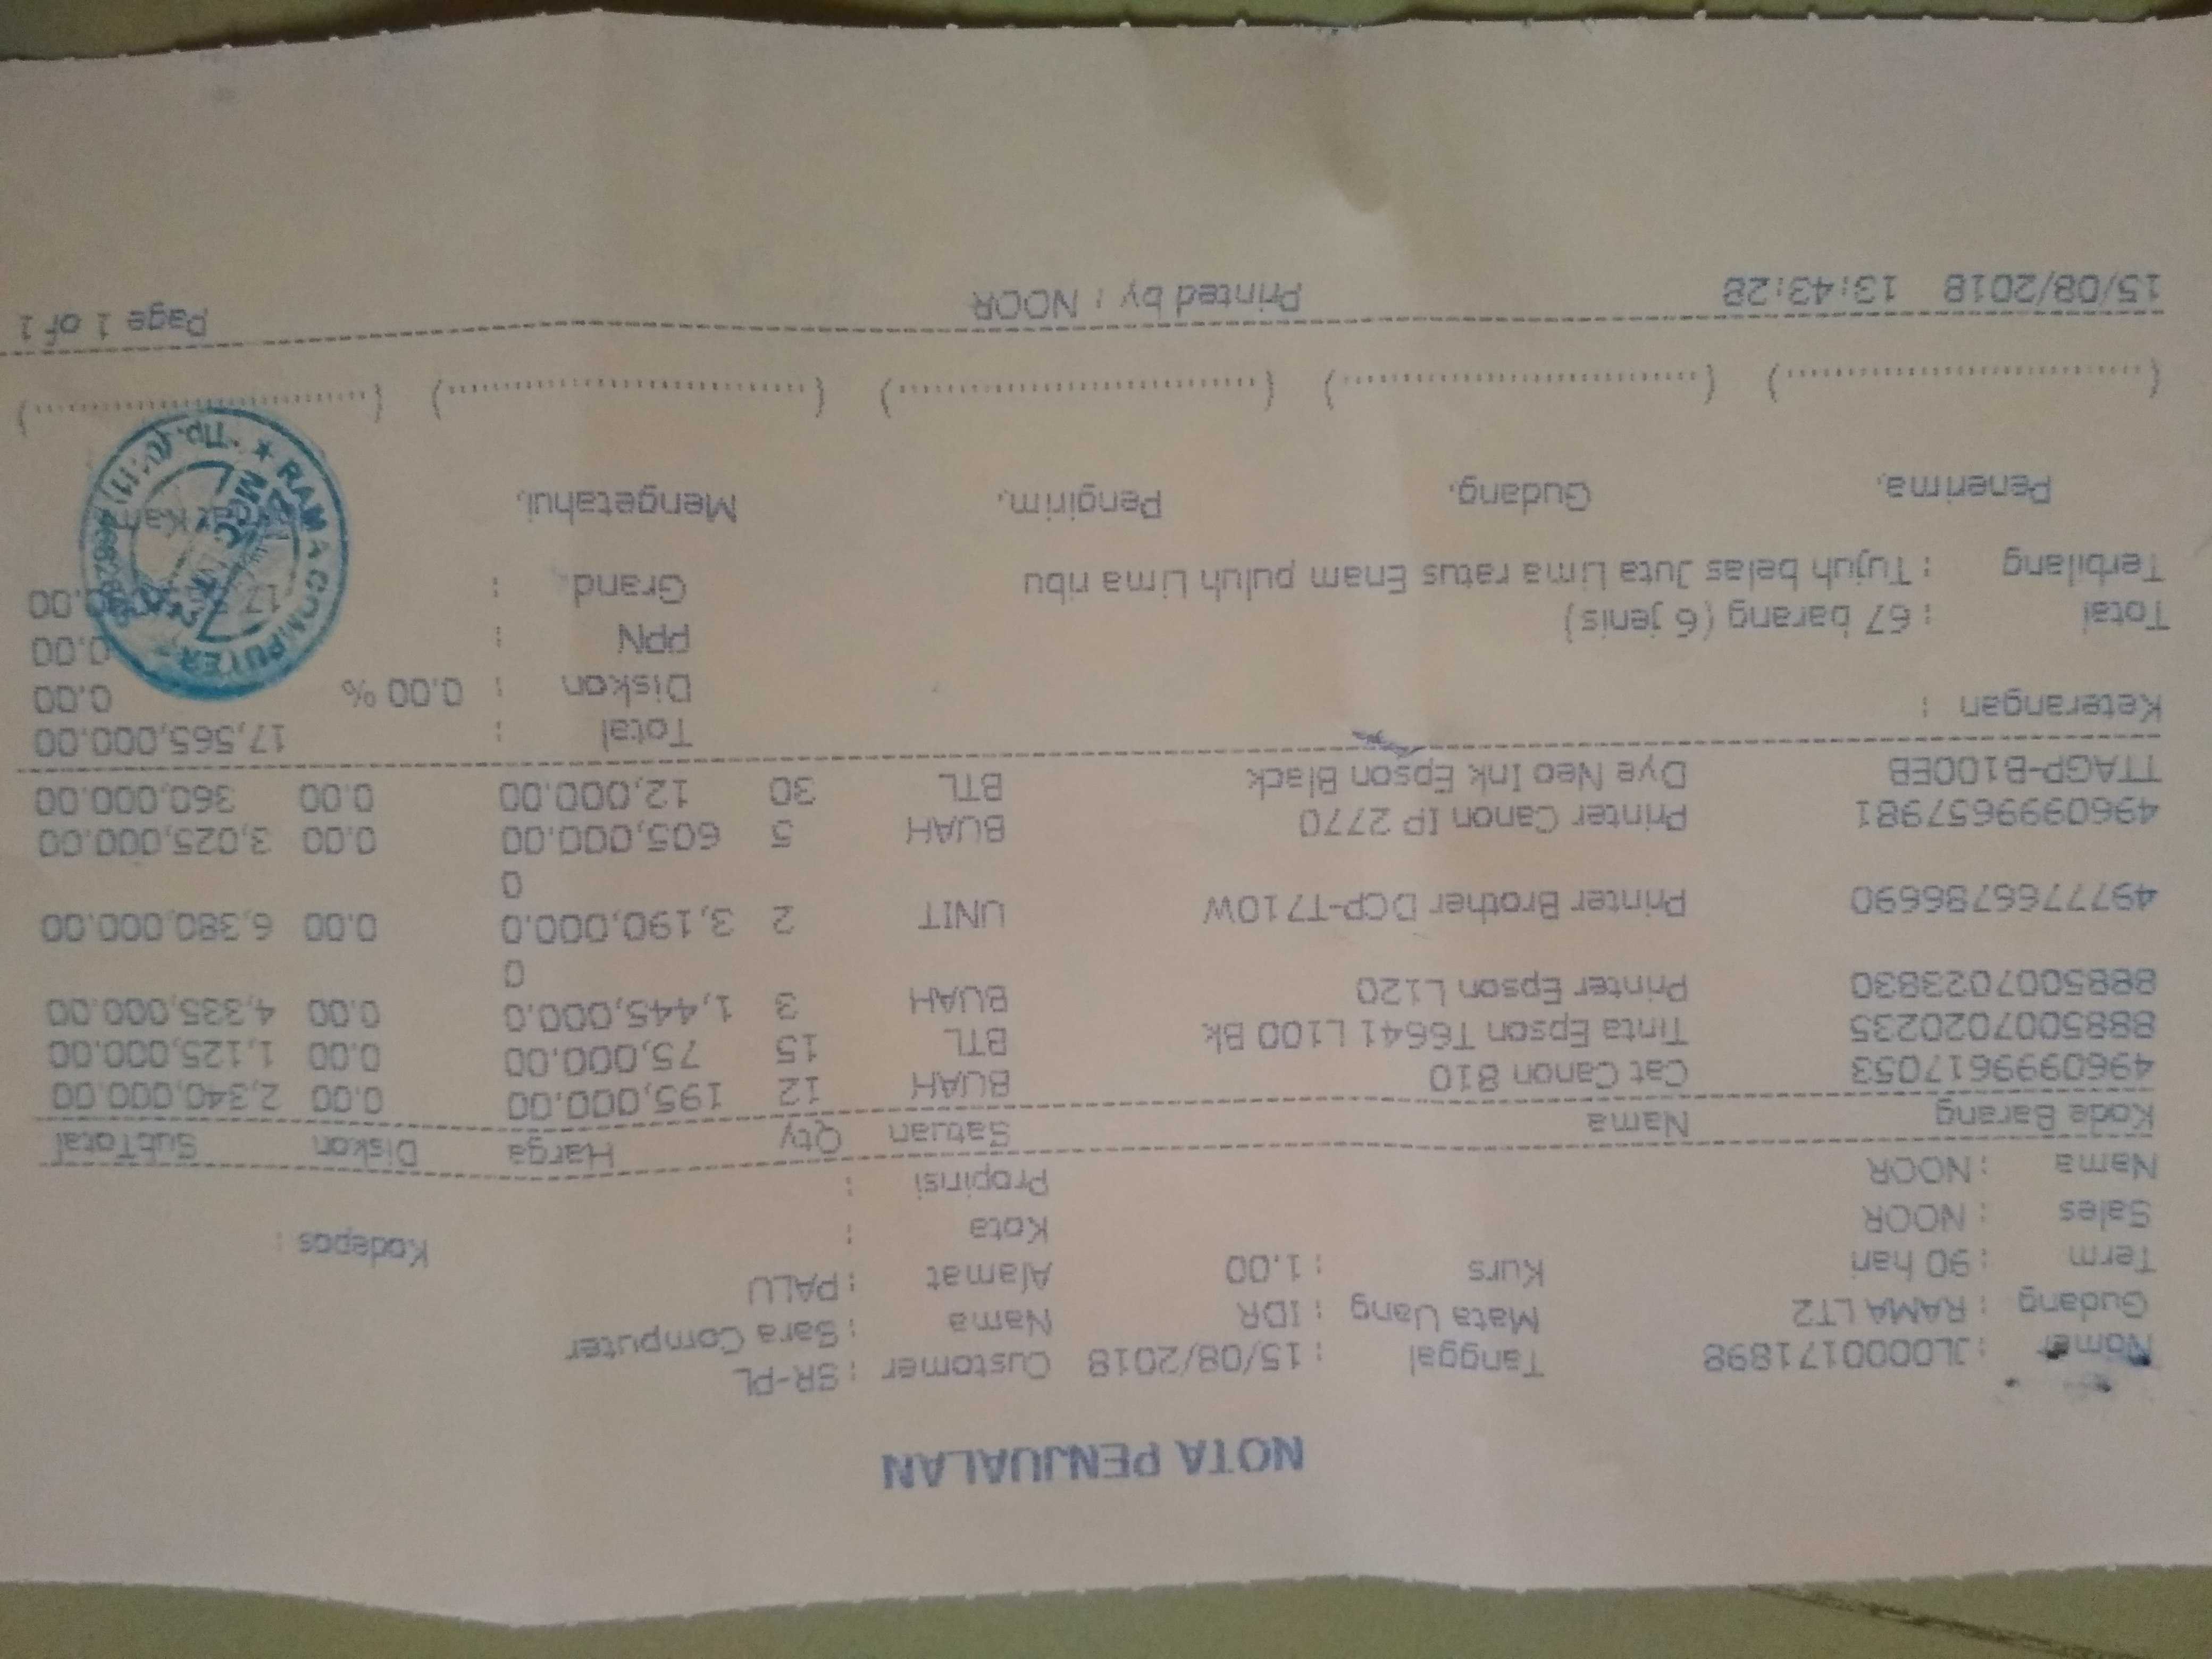 NOTA PENJUALAN
Nomer : JL0000171898 Tanggal : 15/08/2018 Customer : SR-PL
Gudang : RAMA LT2 Mata Uang : IDR Nama : Sara Computer
Term : 90 hari Kurs : 1.00 Alamat : PALU
Sales : NOOR Kota : Kodepos :
Nama : NOOR Propinsi :
Kode Barang Nama Satuan Qty Harga Diskon SubTotal
4960999617053 Cat Canon 810 BUAH 12 195,000.00 0.00 2,340,000.00
8885007020235 Tinta Epson T6641 L100 Bk BTL 15 75,000.00 0.00 1,125,000.00
8885007023830 Printer Epson L120 BUAH 3 1,445,000.0 0.00 4,335,000.00
0
4977766786690 Printer Brother DCP-T710W UNIT 2 3,190,000.0 0.00 6,380,000.00
0
4960999657981 Printer Canon IP 2770 BUAH 5 605,000.00 0.00 3,025,000.00
TTAGP-B100EB Dye Neo Ink Epson Black BTL 30 12,000.00 0.00 360,000.00
Keterangan : Total : 17,565,000.00
Diskon : 0.00 % 0.00
Total : 67 barang (6 jenis) PPN : 0.00
Terbilang : Tujuh belas Juta Lima ratus Enam puluh Lima ribu Grand :
Penerima, Gudang, Pengirim, Mengetahui,
RAMA COMPUTER
(..............................) (..............................) (..............................) (..............................) (..............................)
15/08/2018 13:43:28 Printed by : NOOR Page 1 of 1